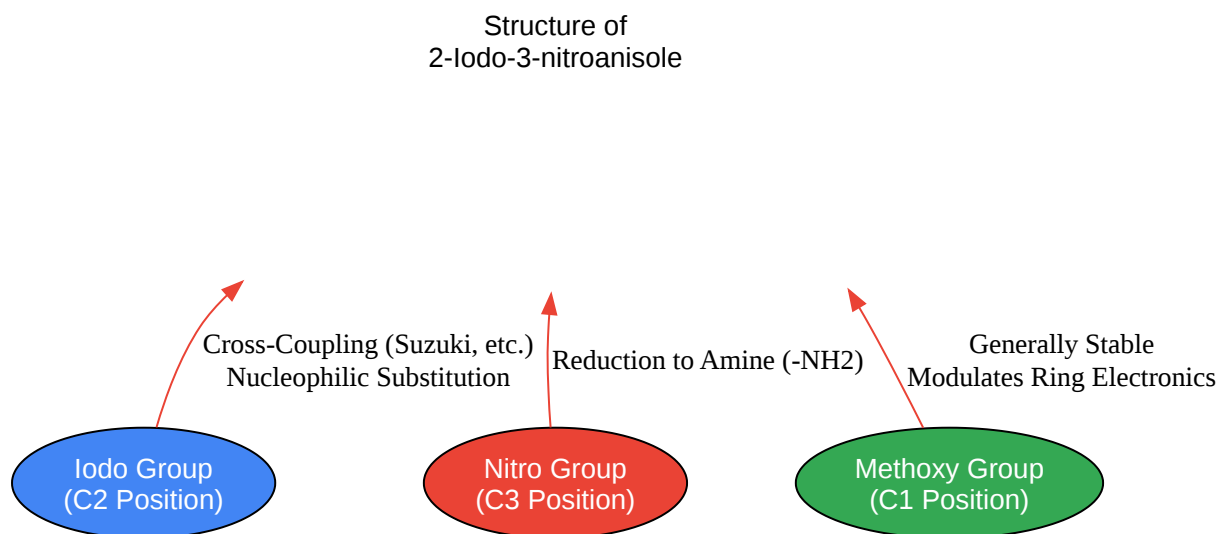 Structure of
2-Iodo-3-nitroanisole
Cross-Coupling (Suzuki, etc.)
Nucleophilic Substitution
Reduction to Amine (-NH2)
Generally Stable
Modulates Ring Electronics
Iodo Group
(C2 Position)
Nitro Group
(C3 Position)
Methoxy Group
(C1 Position)